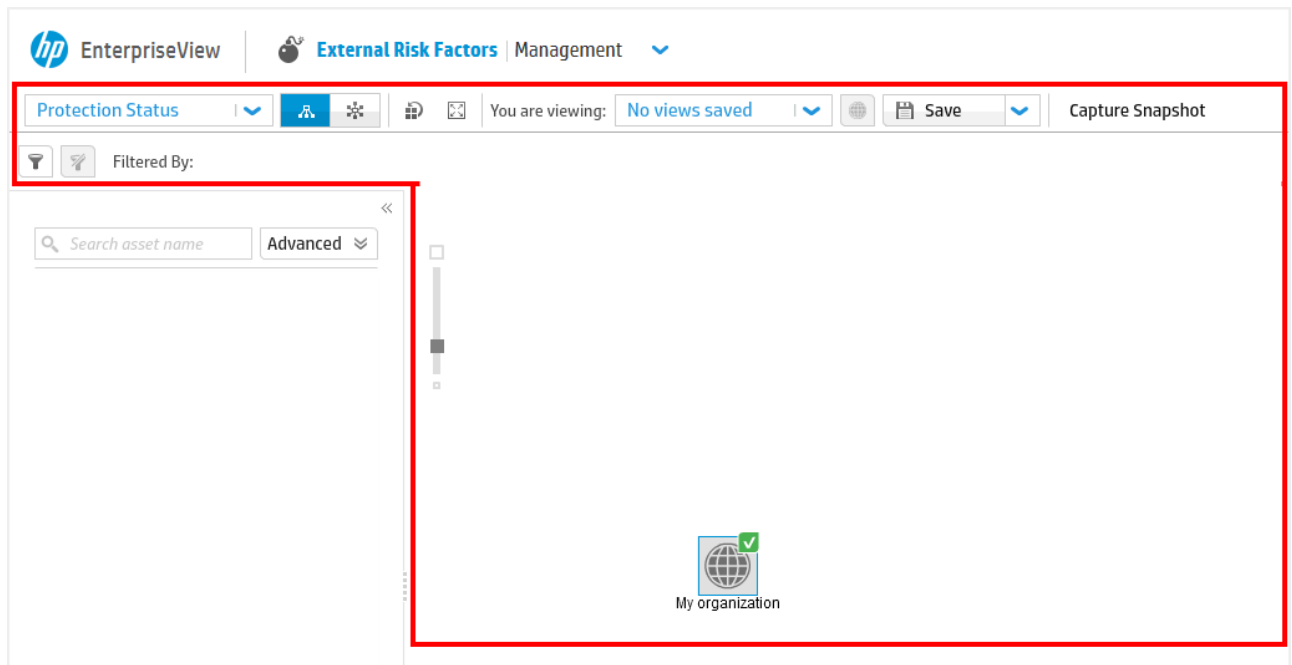 hp EnterpriseView External Risk Factors | Management
Protection Status You are viewing: No views saved Save Capture Snapshot
Filtered By:
Search asset name Advanced
My organization